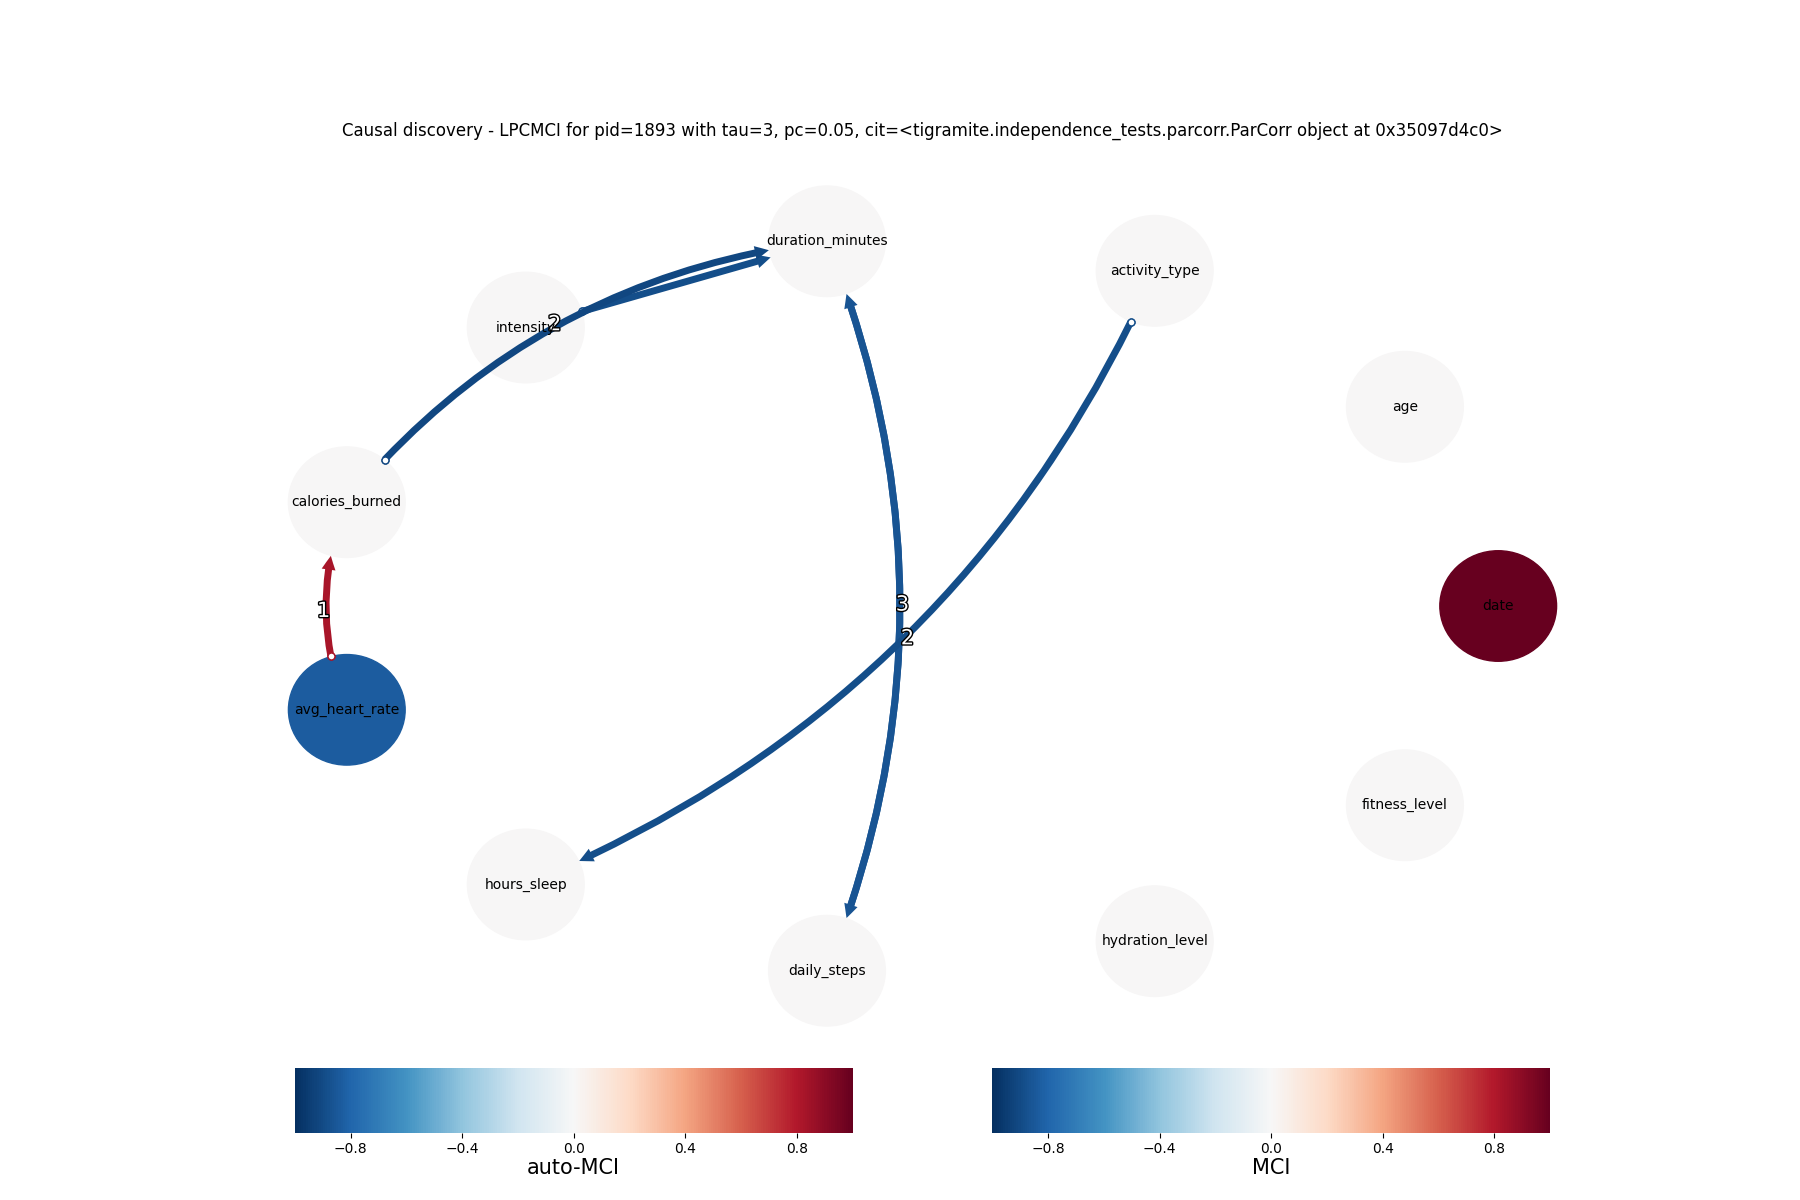 Causal discovery - LPCMCI for pid=1893 with tau=3, pc=0.05, cit=<tigramite.independence_tests.parcorr.ParCorr object at 0x35097d4c0>
duration_minutes
activity_type
intensity
2
age
calories_burned
date
3
1
2
avg_heart_rate
fitness_level
hours_sleep
hydration_level
daily_steps
−0.8 −0.4 0.0 0.4 0.8
auto-MCI
−0.8 −0.4 0.0 0.4 0.8
MCI